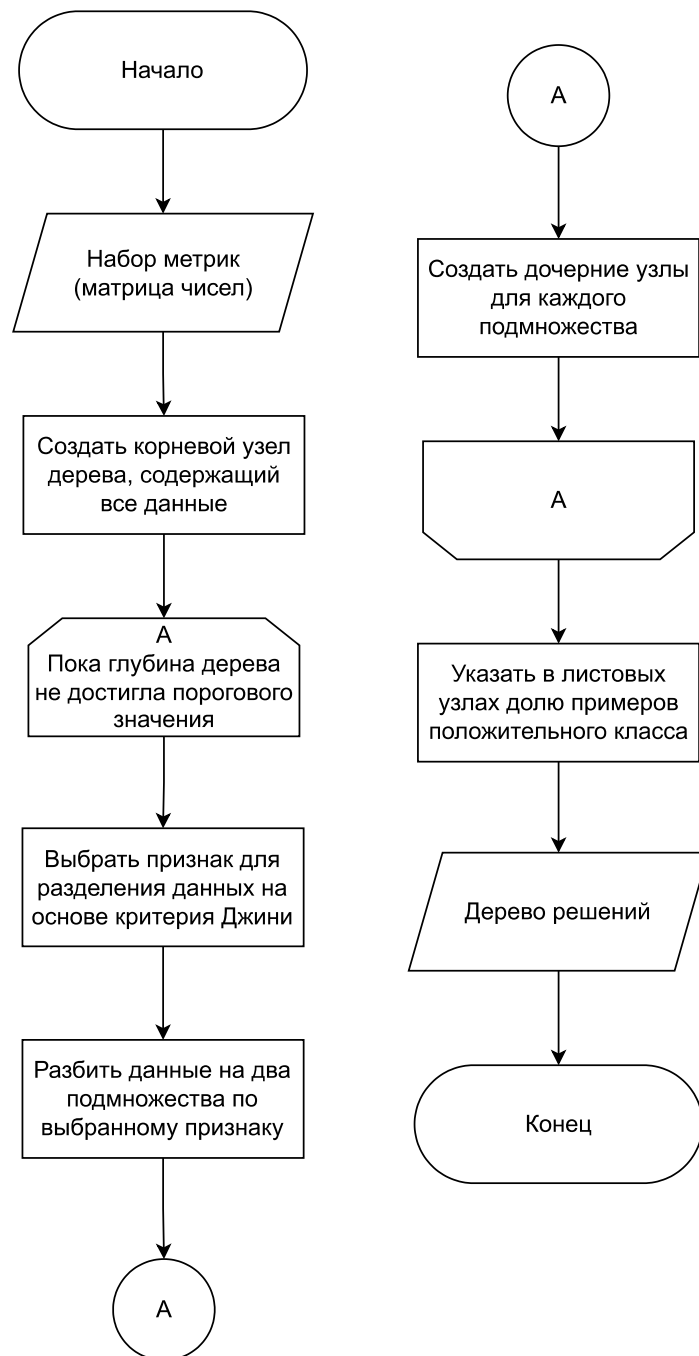 Начало
Набор метрик
(матрица чисел)
Создать корневой узел
дерева, содержащий
все данные
А
Пока глубина дерева
не достигла порогового
значения
Выбрать признак для
разделения данных на
основе критерия Джини
Разбить данные на два
подмножества по
выбранному признаку
А
А
Создать дочерние узлы
для каждого
подмножества
А
Указать в листовых
узлах долю примеров
положительного класса
Дерево решений
Конец